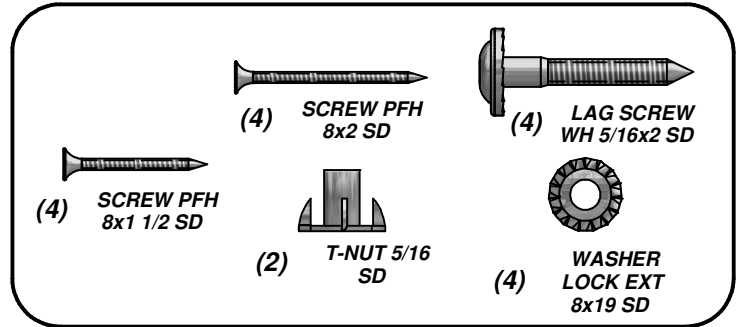 (4)
SCREW PFH
8x2 SD
(4)
LAG SCREW
WH 5/16x2 SD
(4)
SCREW PFH
8x1 1/2 SD
(2)
T-NUT 5/16
SD
(4)
WASHER
LOCK EXT
8x19 SD